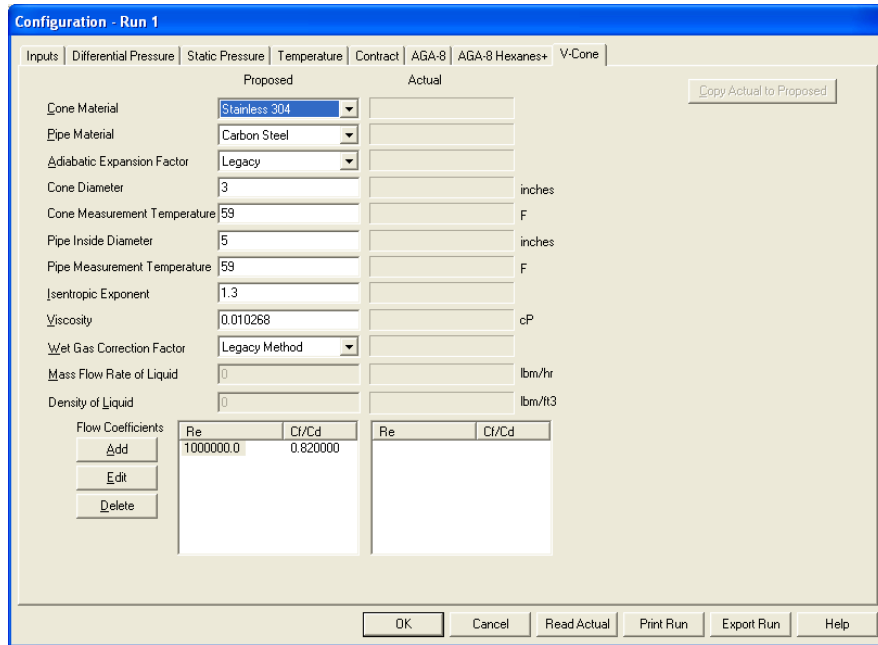 Configuration - Run 1
Inputs Differential Pressure Static Pressure Temperature Contract AGA-8 AGA-8 Hexanes+ V-Cone
Proposed Actual
Copy Actual to Proposed
Cone Material Stainless 304
Pipe Material Carbon Steel
Adiabatic Expansion Factor Legacy
Cone Diameter 3 inches
Cone Measurement Temperature 59 F
Pipe Inside Diameter 5 inches
Pipe Measurement Temperature 59 F
Isentropic Exponent 1.3
Viscosity 0.010268 cP
Wet Gas Correction Factor Legacy Method
Mass Flow Rate of Liquid 0 lbm/hr
Density of Liquid 0 lbm/ft3
Flow Coefficients Re Cf/Cd Re Cf/Cd
Add 1000000.0 0.820000
Edit
Delete
OK Cancel Read Actual Print Run Export Run Help